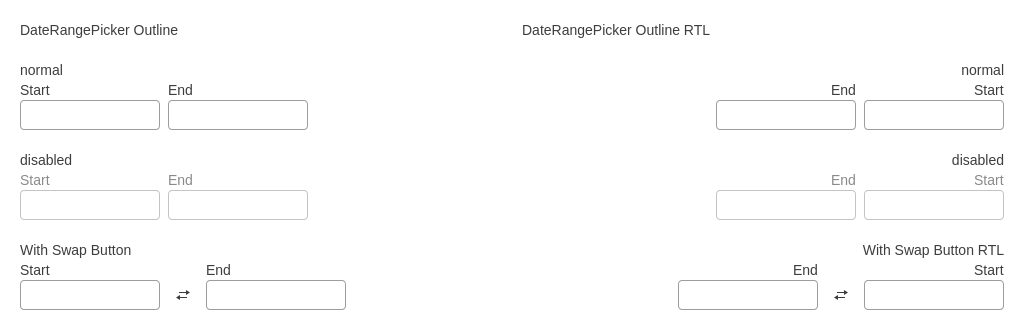 DateRangePicker Outline
normal
Start End
disabled
Start End
With Swap Button
Start End
DateRangePicker Outline RTL
normal
End Start
disabled
End Start
With Swap Button RTL
End Start